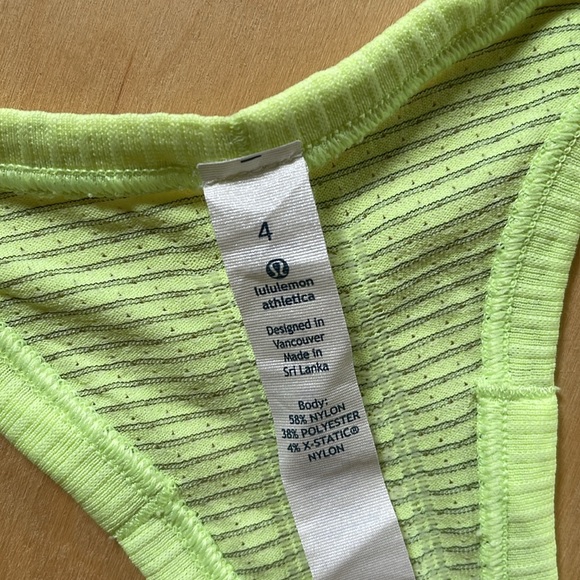 4
lululemon
athletica
Designed in
Vancouver
Made in
Sri Lanka
Body:
58% NYLON
38% POLYESTER
4% X-STATIC®
NYLON